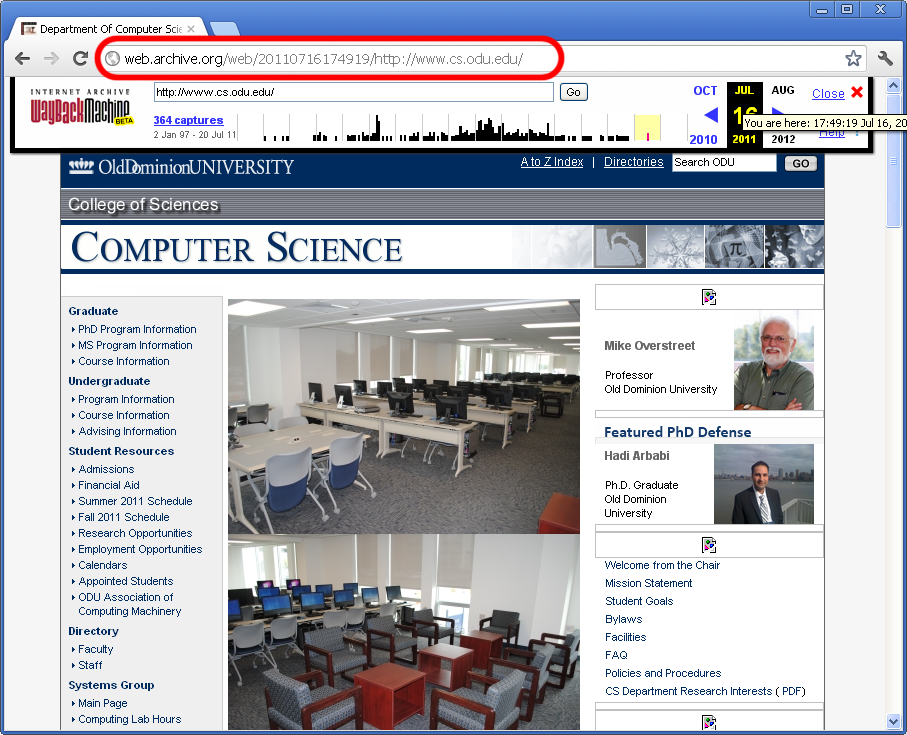 Department Of Computer Scie
web.archive.org/web/20110716174919/http://www.cs.odu.edu/
INTERNET ARCHIVE
WayBackMachine
BETA
http://www.cs.odu.edu/
Go
364 captures
2 Jan 97 - 20 Jul 11
OCT
JUL
AUG
Close
16
You are here: 17:49:19 Jul 16, 20
2010
2011
2012
Help
?
OldDominionUNIVERSITY
A to Z Index | Directories
Search ODU
GO
College of Sciences
COMPUTER SCIENCE
Graduate
PhD Program Information
MS Program Information
Course Information
Undergraduate
Program Information
Course Information
Advising Information
Student Resources
Admissions
Financial Aid
Summer 2011 Schedule
Fall 2011 Schedule
Research Opportunities
Employment Opportunities
Calendars
Appointed Students
ODU Association of
Computing Machinery
Directory
Faculty
Staff
Systems Group
Main Page
Computing Lab Hours
Mike Overstreet
Professor
Old Dominion University
Featured PhD Defense
Hadi Arbabi
Ph.D. Graduate
Old Dominion
University
Welcome from the Chair
Mission Statement
Student Goals
Bylaws
Facilities
FAQ
Policies and Procedures
CS Department Research Interests ( PDF)